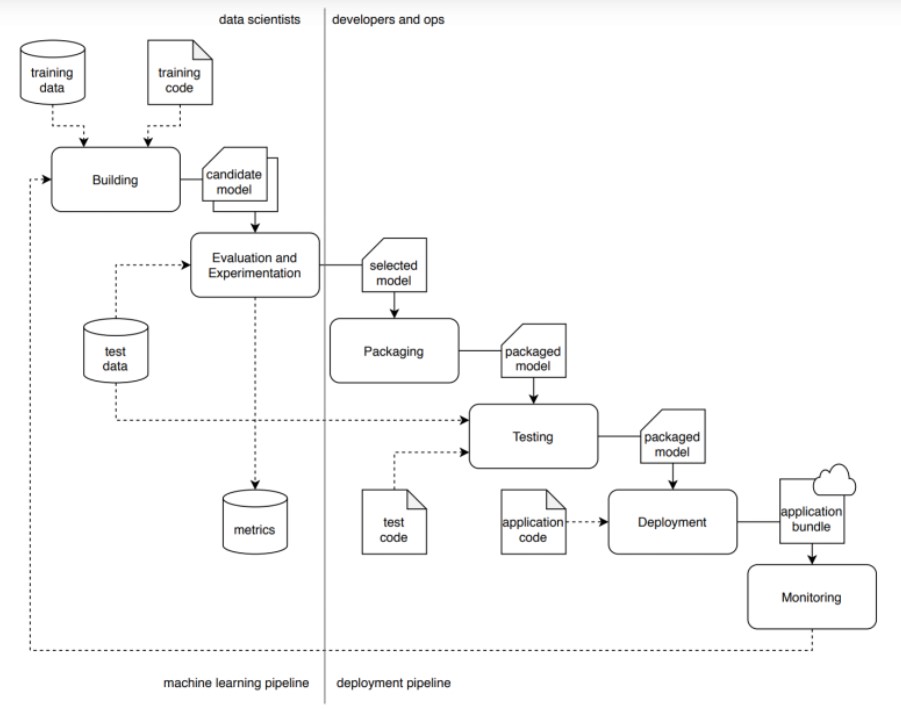 data scientists
developers and ops
training
data
training
code
Building
candidate
model
Evaluation and
Experimentation
selected
model
test
data
Packaging
packaged
model
Testing
packaged
model
metrics
test
code
application
code
Deployment
application
bundle
Monitoring
machine learning pipeline
deployment pipeline